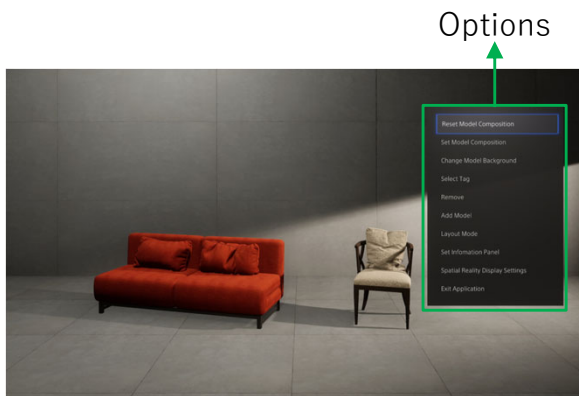 Options
Reset Model Composition
Set Model Composition
Change Model Background
Select Tag
Remove
Add Model
Layout Mode
Set Infomation Panel
Spatial Reality Display Settings
Exit Application